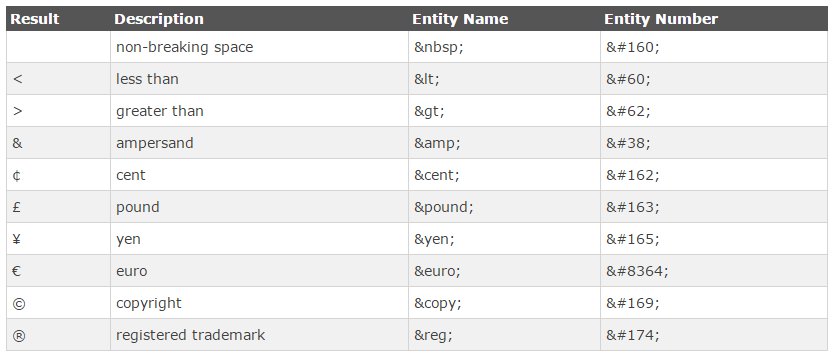 Result Description Entity Name Entity Number
non-breaking space &nbsp; &#160;
< less than &lt; &#60;
> greater than &gt; &#62;
& ampersand &amp; &#38;
¢ cent &cent; &#162;
£ pound &pound; &#163;
¥ yen &yen; &#165;
€ euro &euro; &#8364;
© copyright &copy; &#169;
® registered trademark &reg; &#174;